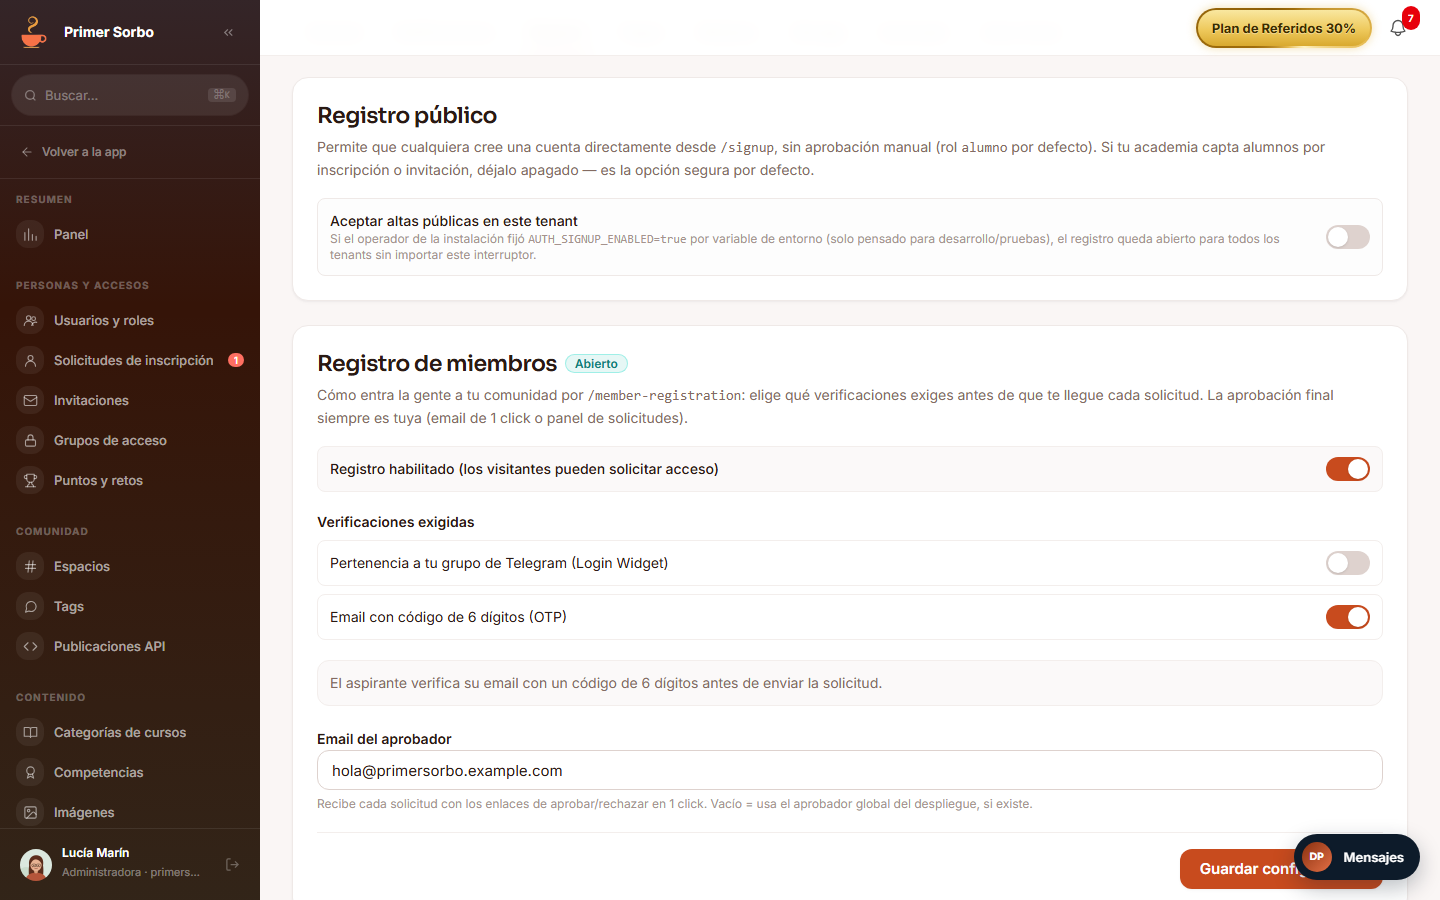 Primer Sorbo
Buscar...
⌘K
Volver a la app
RESUMEN
Panel
PERSONAS Y ACCESOS
Usuarios y roles
Solicitudes de inscripción 1
Invitaciones
Grupos de acceso
Puntos y retos
COMUNIDAD
Espacios
Tags
Publicaciones API
CONTENIDO
Categorías de cursos
Competencias
Imágenes
Lucía Marín
Administradora · primers...
Plan de Referidos 30%
7
Registro público
Permite que cualquiera cree una cuenta directamente desde /signup, sin aprobación manual (rol alumno por defecto). Si tu academia capta alumnos por
inscripción o invitación, déjalo apagado — es la opción segura por defecto.
Aceptar altas públicas en este tenant
Si el operador de la instalación fijó AUTH_SIGNUP_ENABLED=true por variable de entorno (solo pensado para desarrollo/pruebas), el registro queda abierto para todos los
tenants sin importar este interruptor.
Registro de miembros Abierto
Cómo entra la gente a tu comunidad por /member-registration: elige qué verificaciones exiges antes de que te llegue cada solicitud. La aprobación final
siempre es tuya (email de 1 click o panel de solicitudes).
Registro habilitado (los visitantes pueden solicitar acceso)
Verificaciones exigidas
Pertenencia a tu grupo de Telegram (Login Widget)
Email con código de 6 dígitos (OTP)
El aspirante verifica su email con un código de 6 dígitos antes de enviar la solicitud.
Email del aprobador
hola@primersorbo.example.com
Recibe cada solicitud con los enlaces de aprobar/rechazar en 1 click. Vacío = usa el aprobador global del despliegue, si existe.
Guardar
DP Mensajes